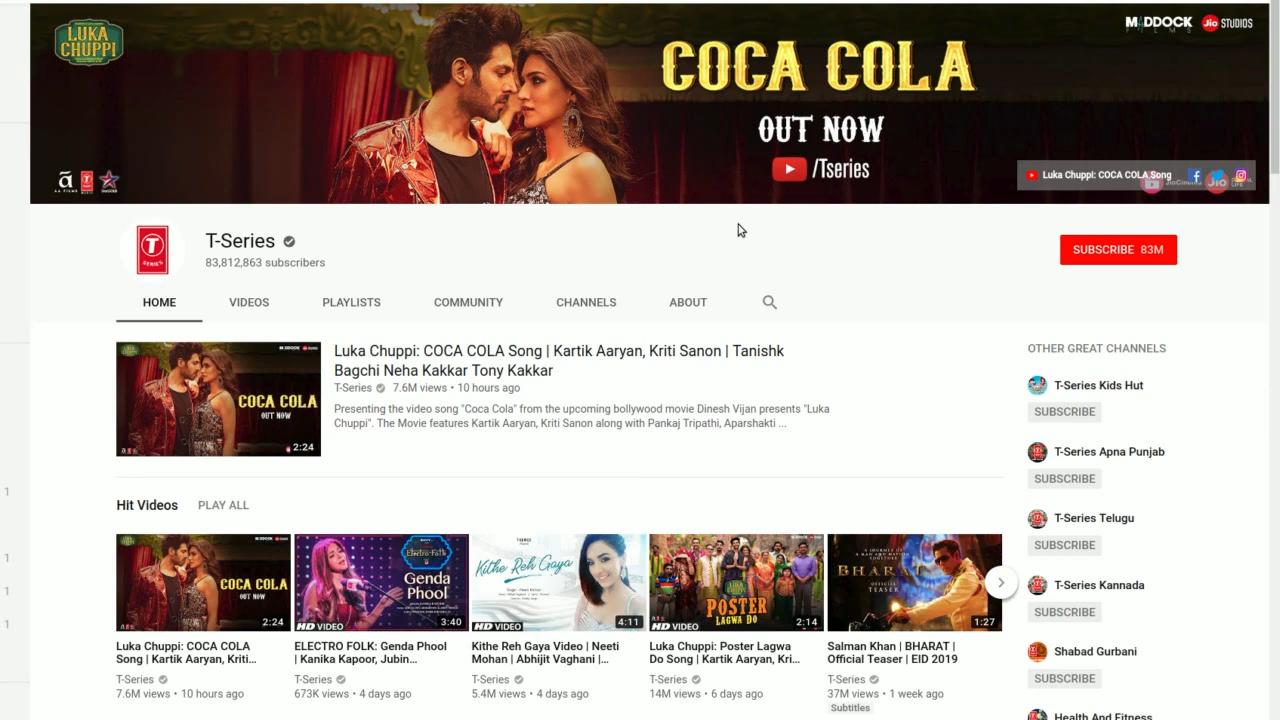 LUKA
CHUPPI
MADDOCK
FILMS
Jio STUDIOS
COCA COLA
OUT NOW
/Tseries
AA FILMS
T
Luka Chuppi: COCA COLA Song
T-Series
83,812,863 subscribers
SUBSCRIBE 83M
HOME VIDEOS PLAYLISTS COMMUNITY CHANNELS ABOUT
COCA COLA
OUT NOW
2:24
Luka Chuppi: COCA COLA Song | Kartik Aaryan, Kriti Sanon | Tanishk
Bagchi Neha Kakkar Tony Kakkar
T-Series 7.6M views • 10 hours ago
Presenting the video song "Coca Cola" from the upcoming bollywood movie Dinesh Vijan presents "Luka
Chuppi". The Movie features Kartik Aaryan, Kriti Sanon along with Pankaj Tripathi, Aparshakti ...
OTHER GREAT CHANNELS
T-Series Kids Hut
SUBSCRIBE
T-Series Apna Punjab
SUBSCRIBE
T-Series Telugu
SUBSCRIBE
T-Series Kannada
SUBSCRIBE
Shabad Gurbani
SUBSCRIBE
Health And Fitness
Hit Videos PLAY ALL
COCA COLA
OUT NOW
2:24
Luka Chuppi: COCA COLA
Song | Kartik Aaryan, Kriti...
T-Series
7.6M views • 10 hours ago
Electro Folk
Genda
Phool
HD VIDEO
3:40
ELECTRO FOLK: Genda Phool
| Kanika Kapoor, Jubin...
T-Series
673K views • 4 days ago
Kithe Reh Gaya
HD VIDEO
4:11
Kithe Reh Gaya Video | Neeti
Mohan | Abhijit Vaghani |...
T-Series
5.4M views • 4 days ago
POSTER
LAGWA DO
HD VIDEO
2:14
Luka Chuppi: Poster Lagwa
Do Song | Kartik Aaryan, Kri...
T-Series
14M views • 6 days ago
BHARAT
OFFICIAL
TEASER
1:27
Salman Khan | BHARAT |
Official Teaser | EID 2019
T-Series
37M views • 1 week ago
Subtitles
1
1
1
1